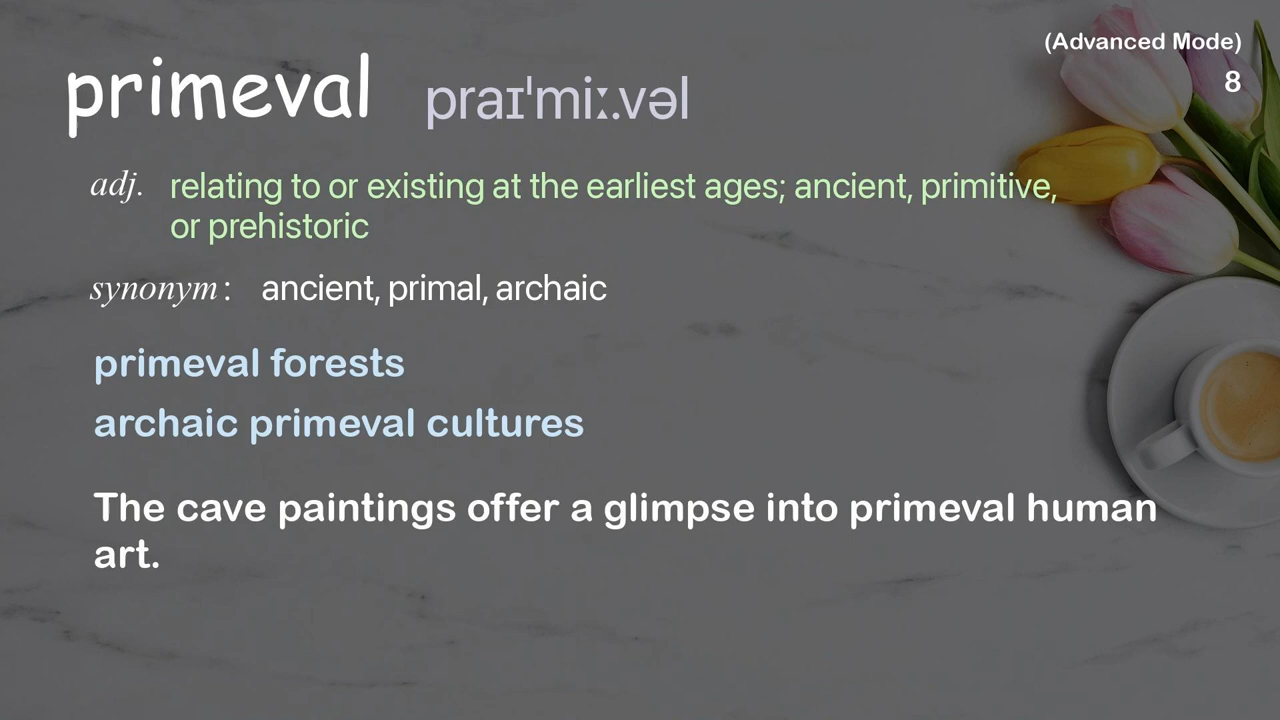 (Advanced Mode)
8
primeval praɪˈmiː.vəl
adj. relating to or existing at the earliest ages; ancient, primitive,
or prehistoric
synonym: ancient, primal, archaic
primeval forests
archaic primeval cultures
The cave paintings offer a glimpse into primeval human
art.